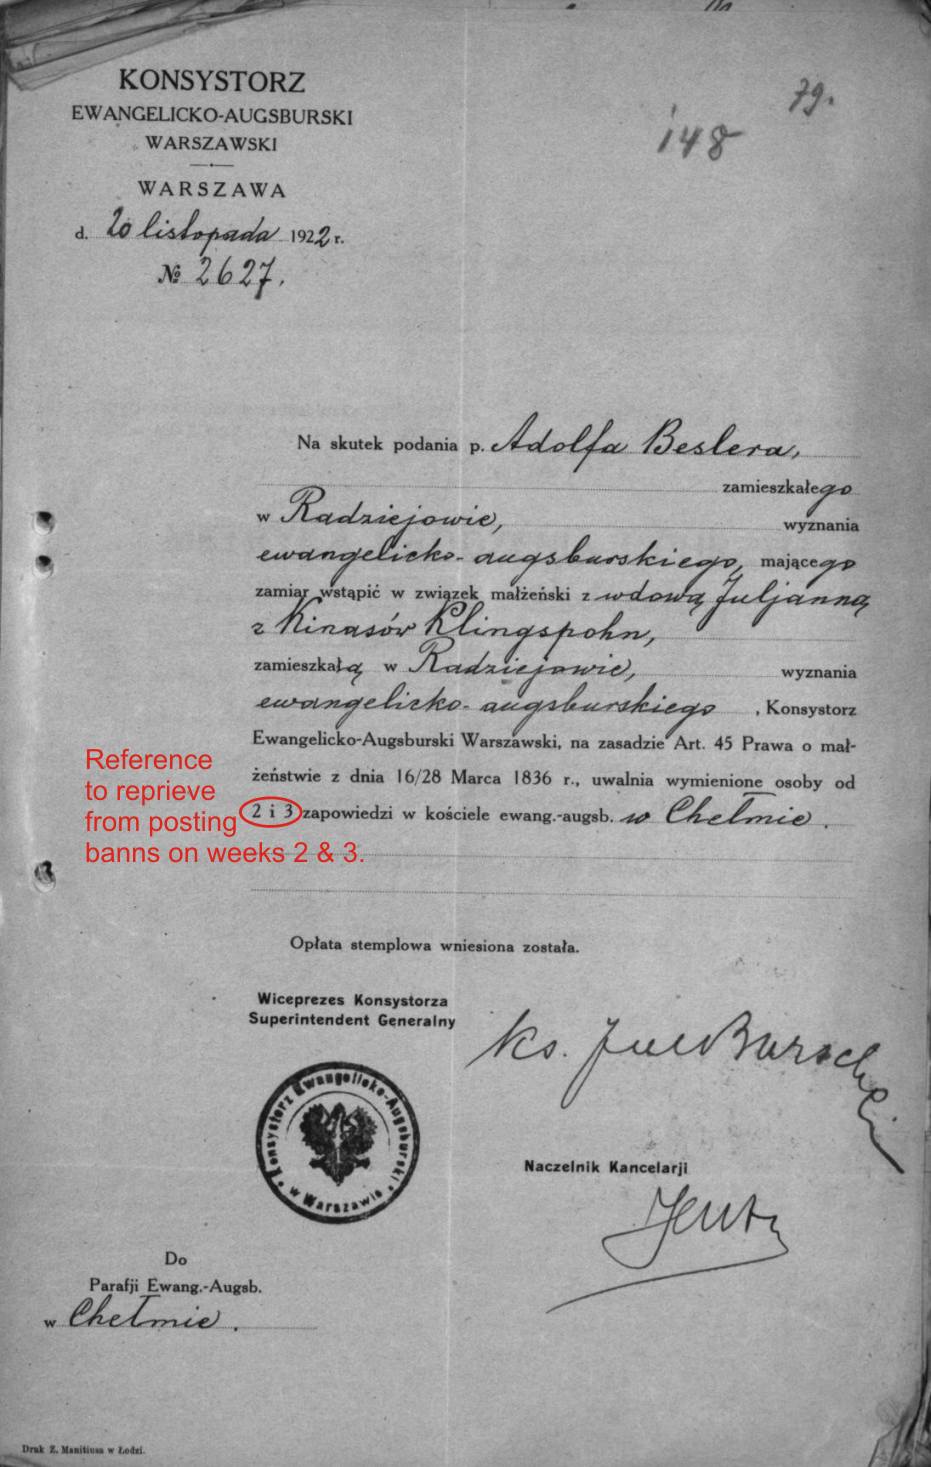 79.
148
KONSYSTORZ
EWANGELICKO-AUGSBURSKI
WARSZAWSKI
WARSZAWA
d. 20 listopada 1922 r.
№ 2627.
Na skutek podania p. Adolfa Beslera,
zamieszkałego
w Radziejowie, wyznania
ewangelicko-augsburskiego, mającego
zamiar wstąpić w związek małżeński z wdową Juljanną
z Kinasów Klingspohn,
zamieszkałą w Radziejowie, wyznania
ewangelicko-augsburskiego , Konsystorz
Ewangelicko-Augsburski Warszawski, na zasadzie Art. 45 Prawa o mał-
żeństwie z dnia 16/28 Marca 1836 r., uwalnia wymienione osoby od
2 i 3 zapowiedzi w kościele ewang.-augsb. w Chełmie.
Reference
to reprieve
from posting
banns on weeks 2 & 3.
Opłata stemplowa wniesiona została.
Wiceprezes Konsystorza
Superintendent Generalny
ks. Jul Bursche
Konsystorz Ewangelicko-Augsburski
w Warszawie
Naczelnik Kancelarji
Do
Parafji Ewang.-Augsb.
w Chełmie.
Druk Z. Manitiusa w Łodzi.